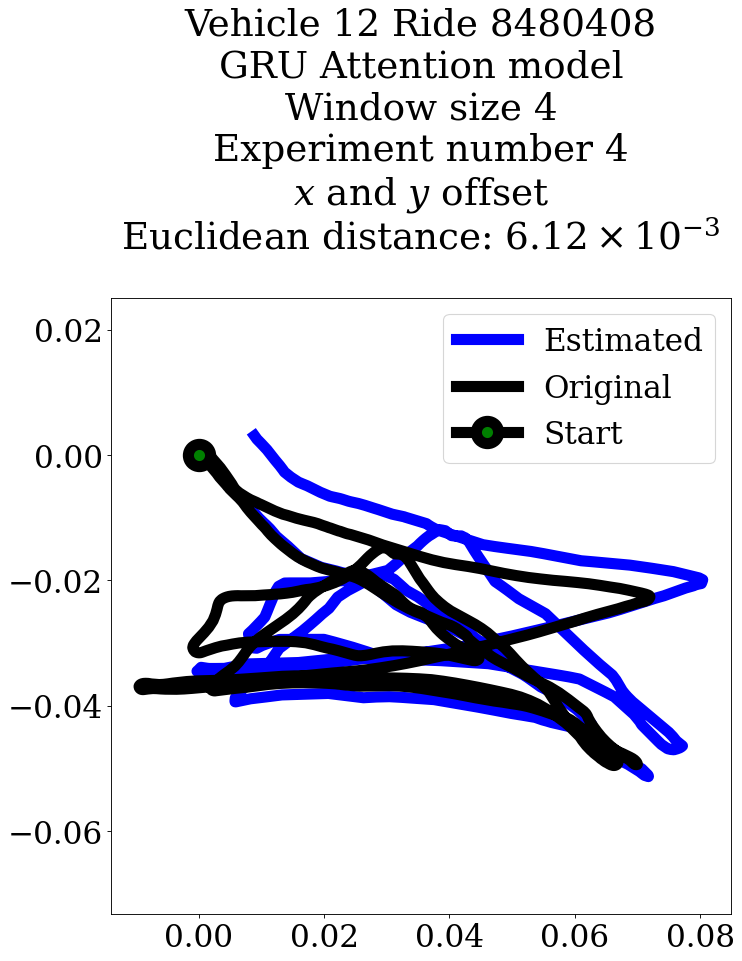 Vehicle 12 Ride 8480408
GRU Attention model
Window size 4
Experiment number 4
x and y offset
Euclidean distance: 6.12 × 10⁻³
Estimated
Original
Start
0.02
0.00
−0.02
−0.04
−0.06
0.00 0.02 0.04 0.06 0.08